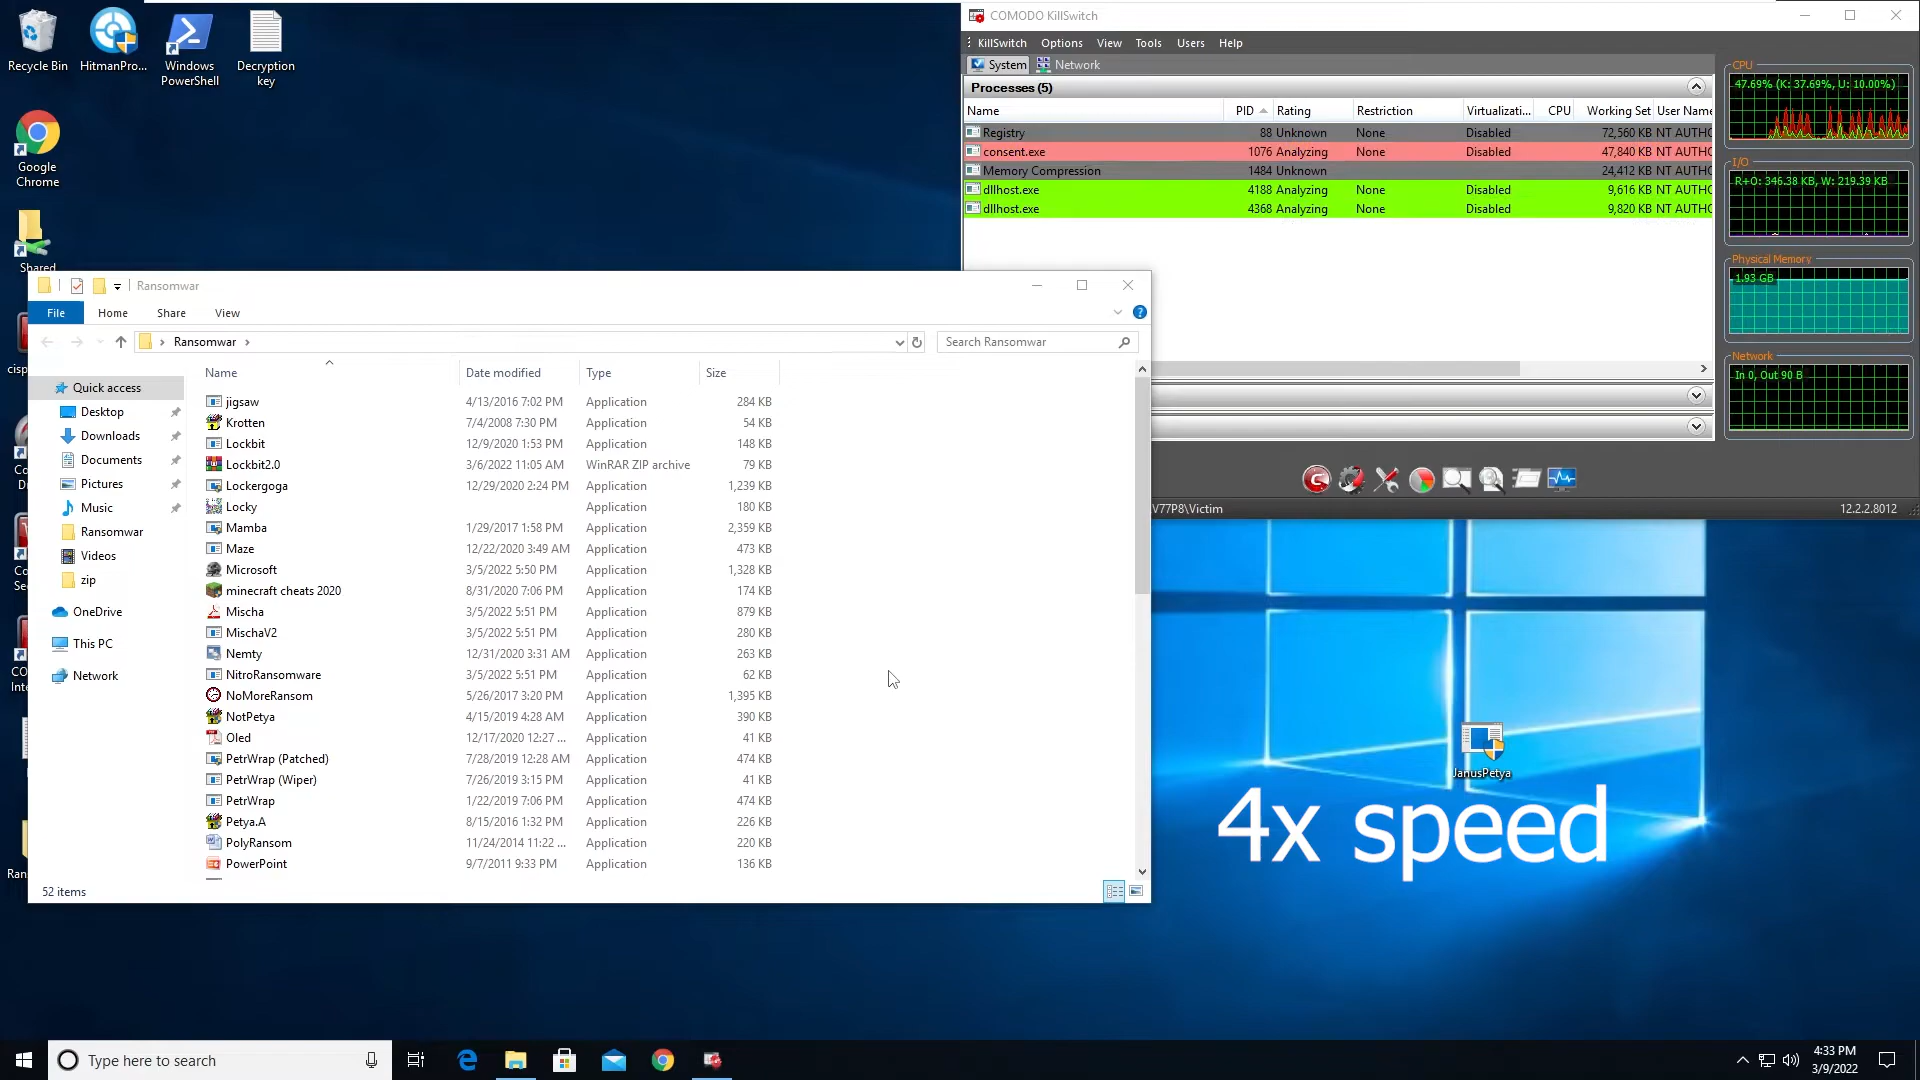 Recycle Bin
HitmanPro...
Windows
PowerShell
Decryption
key
Google
Chrome
Shared
COMODO KillSwitch
KillSwitch Options View Tools Users Help
System Network
Processes (5)
Name PID Rating Restriction Virtualizati... CPU Working Set User Name
Registry 88 Unknown None Disabled 72,560 KB NT AUTHO
consent.exe 1076 Analyzing None Disabled 47,840 KB NT AUTHO
Memory Compression 1484 Unknown 24,412 KB NT AUTHO
dllhost.exe 4188 Analyzing None Disabled 9,616 KB NT AUTHO
dllhost.exe 4368 Analyzing None Disabled 9,820 KB NT AUTHO
CPU
47.69% (K: 37.69%, U: 10.00%)
I/O
R+O: 346.38 KB, W: 219.39 KB
Physical Memory
1.93 GB
Network
In 0, Out 90 B
V77P8\Victim 12.2.2.8012
Ransomwar
File Home Share View
Ransomwar
Search Ransomwar
Quick access
Desktop
Downloads
Documents
Pictures
Music
Ransomwar
Videos
zip
OneDrive
This PC
Network
Name Date modified Type Size
jigsaw 4/13/2016 7:02 PM Application 284 KB
Krotten 7/4/2008 7:30 PM Application 54 KB
Lockbit 12/9/2020 1:53 PM Application 148 KB
Lockbit2.0 3/6/2022 11:05 AM WinRAR ZIP archive 79 KB
Lockergoga 12/29/2020 2:24 PM Application 1,239 KB
Locky Application 180 KB
Mamba 1/29/2017 1:58 PM Application 2,359 KB
Maze 12/22/2020 3:49 AM Application 473 KB
Microsoft 3/5/2022 5:50 PM Application 1,328 KB
minecraft cheats 2020 8/31/2020 7:06 PM Application 174 KB
Mischa 3/5/2022 5:51 PM Application 879 KB
MischaV2 3/5/2022 5:51 PM Application 280 KB
Nemty 12/31/2020 3:31 AM Application 263 KB
NitroRansomware 3/5/2022 5:51 PM Application 62 KB
NoMoreRansom 5/26/2017 3:20 PM Application 1,395 KB
NotPetya 4/15/2019 4:28 AM Application 390 KB
Oled 12/17/2020 12:27 ... Application 41 KB
PetrWrap (Patched) 7/28/2019 12:28 AM Application 474 KB
PetrWrap (Wiper) 7/26/2019 3:15 PM Application 41 KB
PetrWrap 1/22/2019 7:06 PM Application 474 KB
Petya.A 8/15/2016 1:32 PM Application 226 KB
PolyRansom 11/24/2014 11:22 ... Application 220 KB
PowerPoint 9/7/2011 9:33 PM Application 136 KB
52 items
cisp
Co
D
Co
Se
CO
Inte
Ran
JanusPetya
4x speed
Type here to search
4:33 PM
3/9/2022